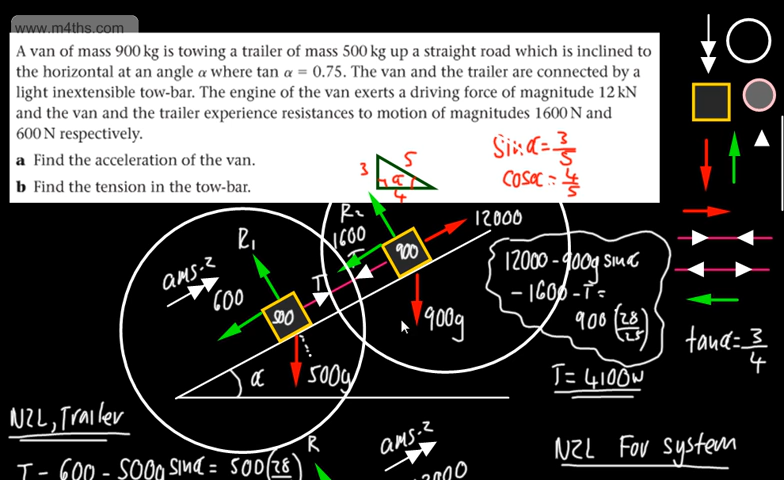 www.m4ths.com
A van of mass 900 kg is towing a trailer of mass 500 kg up a straight road which is inclined to
the horizontal at an angle α where tan α = 0.75. The van and the trailer are connected by a
light inextensible tow-bar. The engine of the van exerts a driving force of magnitude 12 kN
and the van and the trailer experience resistances to motion of magnitudes 1600 N and
600 N respectively.
a Find the acceleration of the van.
b Find the tension in the tow-bar.
sinα = 3/5
cosα = 4/5
3
5
α
4
R₂
12000
1600
T
900
R₁
ams⁻²
600
T
500
900g
α
500g
12000 - 900g sinα
- 1600 - T =
900 (28/25)
T = 4100N
tanα = 3/4
N2L, Trailer
T - 600 - 500g sinα = 500 (28
R
ams⁻²
N2L For system